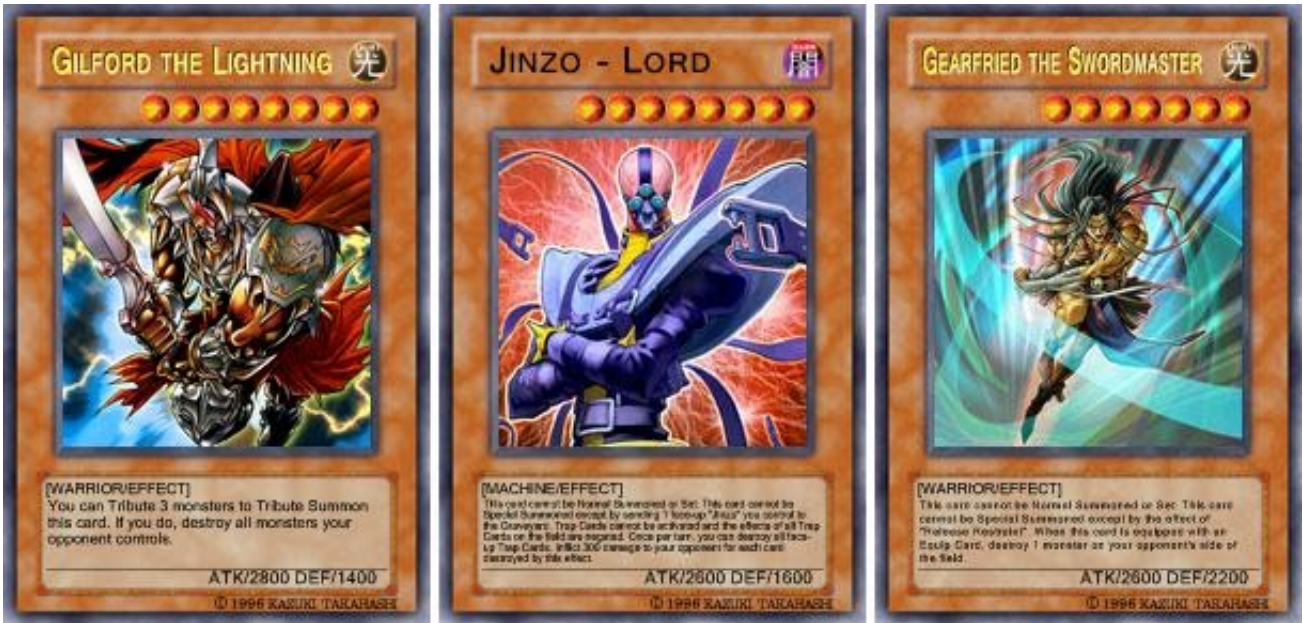 GILFORD THE LIGHTNING 光
[WARRIOR/EFFECT]
You can Tribute 3 monsters to Tribute Summon
this card. If you do, destroy all monsters your
opponent controls.
ATK/2800 DEF/1400
© 1996 KAZUKI TAKAHASHI
JINZO - LORD 闇
[MACHINE/EFFECT]
This card cannot be Normal Summoned or Set. This card cannot be
Special Summoned except by sending 1 face-up "Jinzo" you control to
the Graveyard. Trap Cards cannot be activated and the effects of all Trap
Cards on the field are negated. Once per turn, you can destroy all face-
up Trap Cards. Inflict 300 damage to your opponent for each card
destroyed by this effect.
ATK/2600 DEF/1600
© 1996 KAZUKI TAKAHASHI
GEARFRIED THE SWORDMASTER 光
[WARRIOR/EFFECT]
This card cannot be Normal Summoned or Set. This card
cannot be Special Summoned except by the effect of
"Release Restraint". When this card is equipped with an
Equip Card, destroy 1 monster on your opponent's side of
the field.
ATK/2600 DEF/2200
© 1996 KAZUKI TAKAHASHI